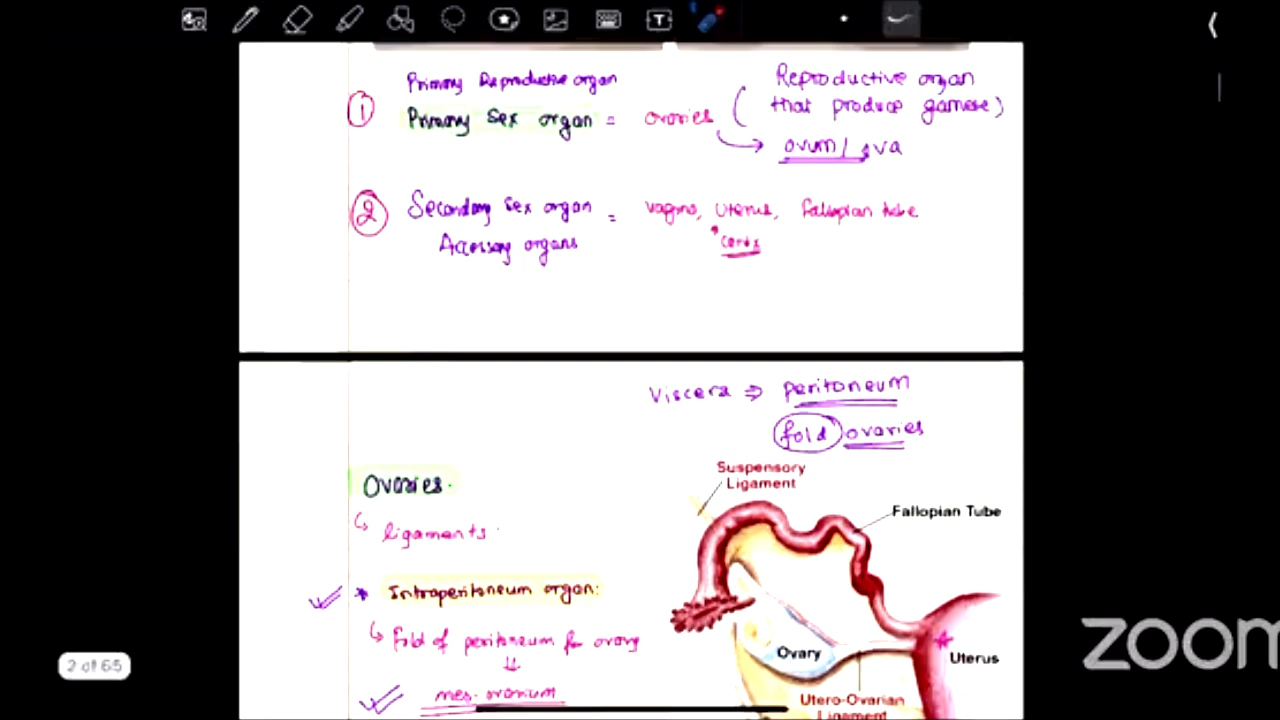 Primary Reproductive organ
① Primary Sex organ = ovaries (Reproductive organ
that produce gamete)
ovum / ova
② Secondary Sex organ = vagina, Uterus, Fallopian tube
Accessory organs
cervix
Viscera ⇒ peritoneum
fold ovaries
Ovaries.
ligaments
Suspensory
Ligament
Fallopian Tube
* Intraperitoneum organ:
Fold of peritoneum for ovary
mes-ovarium
Ovary
Uterus
Utero-Ovarian
Ligament
2 of 65
zoom
T